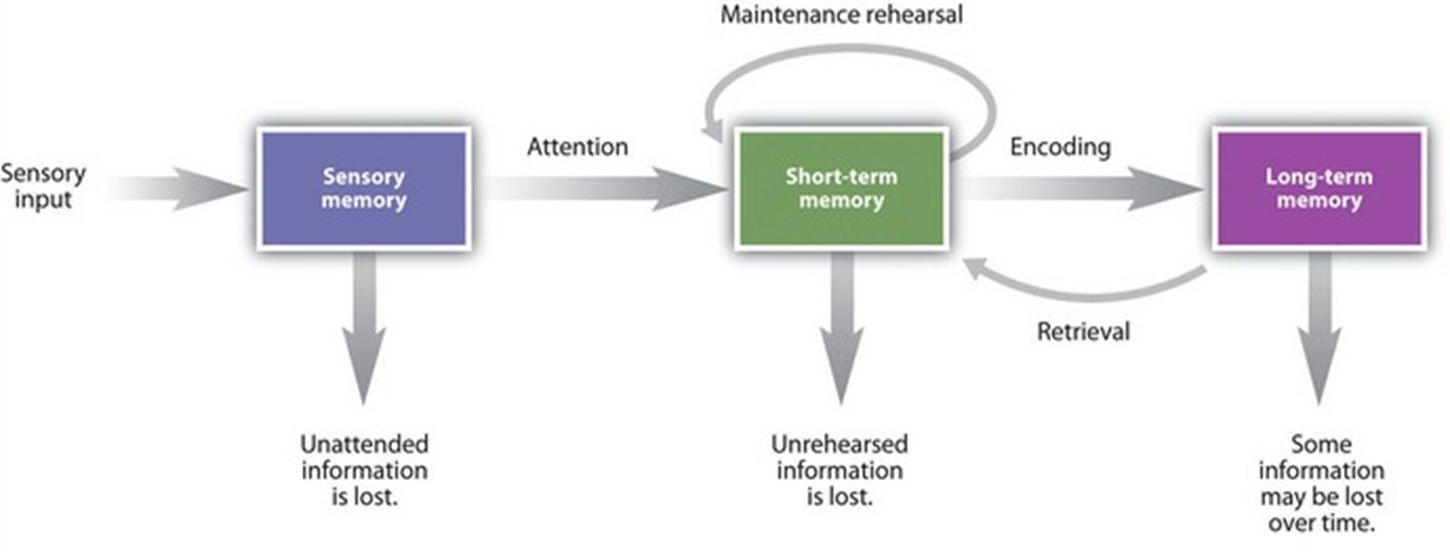 Maintenance rehearsal
Sensory
input
Sensory
memory
Attention
Short-term
memory
Encoding
Long-term
memory
Retrieval
Unattended
information
is lost.
Unrehearsed
information
is lost.
Some
information
may be lost
over time.